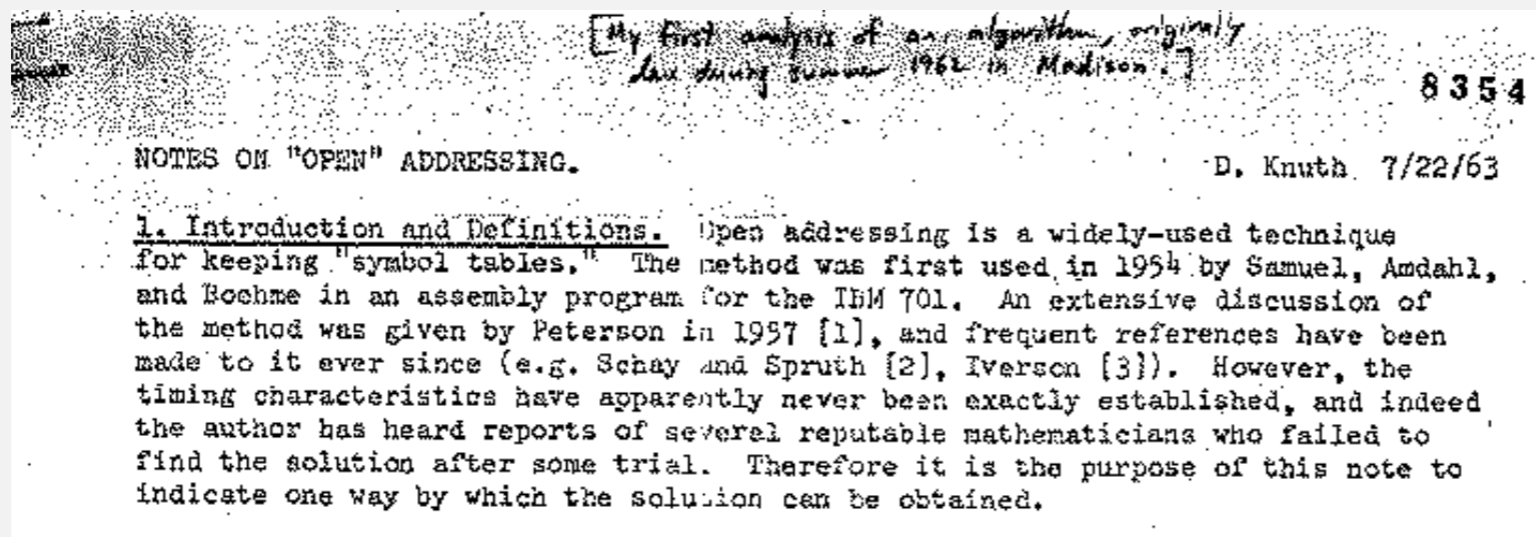 [My first analysis of an algorithm, originally
done during summer 1962 in Madison.]
8354
NOTES ON "OPEN" ADDRESSING.
D. Knuth 7/22/63
1. Introduction and Definitions. Open addressing is a widely-used technique
for keeping "symbol tables." The method was first used in 1954 by Samuel, Amdahl,
and Boehme in an assembly program for the IBM 701. An extensive discussion of
the method was given by Peterson in 1957 [1], and frequent references have been
made to it ever since (e.g. Schay and Spruth [2], Iverson [3]). However, the
timing characteristics have apparently never been exactly established, and indeed
the author has heard reports of several reputable mathematicians who failed to
find the solution after some trial. Therefore it is the purpose of this note to
indicate one way by which the solution can be obtained.